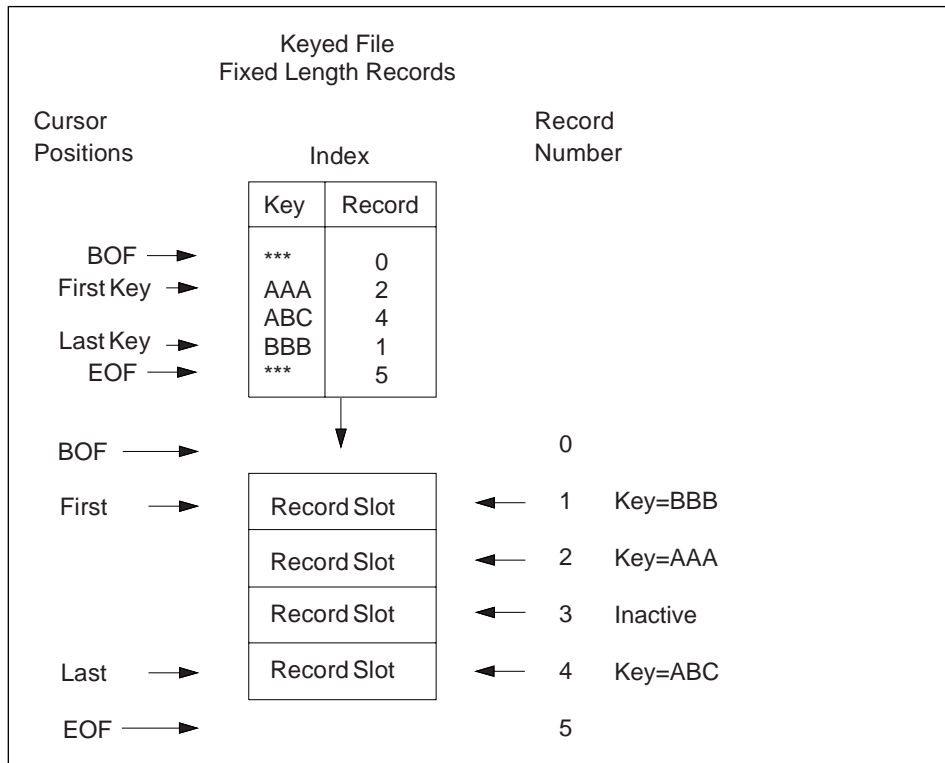 Keyed File
Fixed Length Records
Cursor
Positions
Record
Number
Index
Key Record
BOF *** 0
First Key AAA 2
ABC 4
Last Key BBB 1
EOF *** 5
BOF 0
First Record Slot 1 Key=BBB
Record Slot 2 Key=AAA
Record Slot 3 Inactive
Last Record Slot 4 Key=ABC
EOF 5